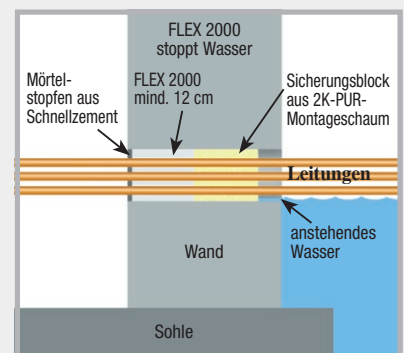 FLEX 2000
stoppt Wasser
Mörtel-
stopfen aus
Schnellzement
FLEX 2000
mind. 12 cm
Sicherungsblock
aus 2K-PUR-
Montageschaum
Leitungen
anstehendes
Wasser
Wand
Sohle